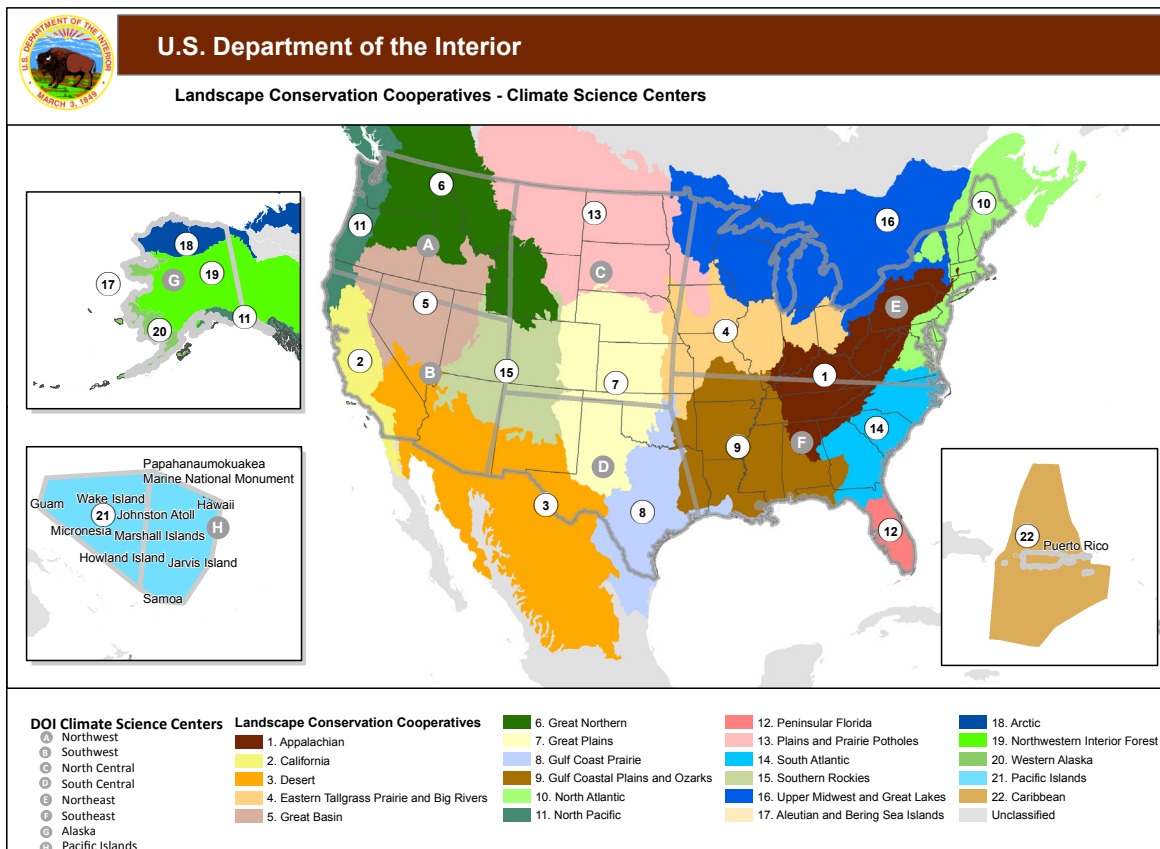 U.S. DEPARTMENT OF THE INTERIOR
MARCH 3, 1849
U.S. Department of the Interior
Landscape Conservation Cooperatives - Climate Science Centers
6
13
16
10
11
A
C
E
5
4
2
B
15
7
1
14
9
F
D
3
8
12
18
19
17
G
20
11
Papahanaumokuakea
Marine National Monument
Guam
Wake Island
Hawaii
21
Johnston Atoll
H
Micronesia
Marshall Islands
Howland Island
Jarvis Island
Samoa
22
Puerto Rico
DOI Climate Science Centers
A Northwest
B Southwest
C North Central
D South Central
E Northeast
F Southeast
G Alaska
H Pacific Islands
Landscape Conservation Cooperatives
1. Appalachian
2. California
3. Desert
4. Eastern Tallgrass Prairie and Big Rivers
5. Great Basin
6. Great Northern
7. Great Plains
8. Gulf Coast Prairie
9. Gulf Coastal Plains and Ozarks
10. North Atlantic
11. North Pacific
12. Peninsular Florida
13. Plains and Prairie Potholes
14. South Atlantic
15. Southern Rockies
16. Upper Midwest and Great Lakes
17. Aleutian and Bering Sea Islands
18. Arctic
19. Northwestern Interior Forest
20. Western Alaska
21. Pacific Islands
22. Caribbean
Unclassified